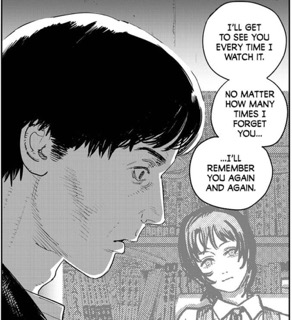 I'LL GET
TO SEE YOU
EVERY TIME I
WATCH IT.
NO MATTER
HOW MANY
TIMES I
FORGET
YOU...
...I'LL
REMEMBER
YOU AGAIN
AND AGAIN.